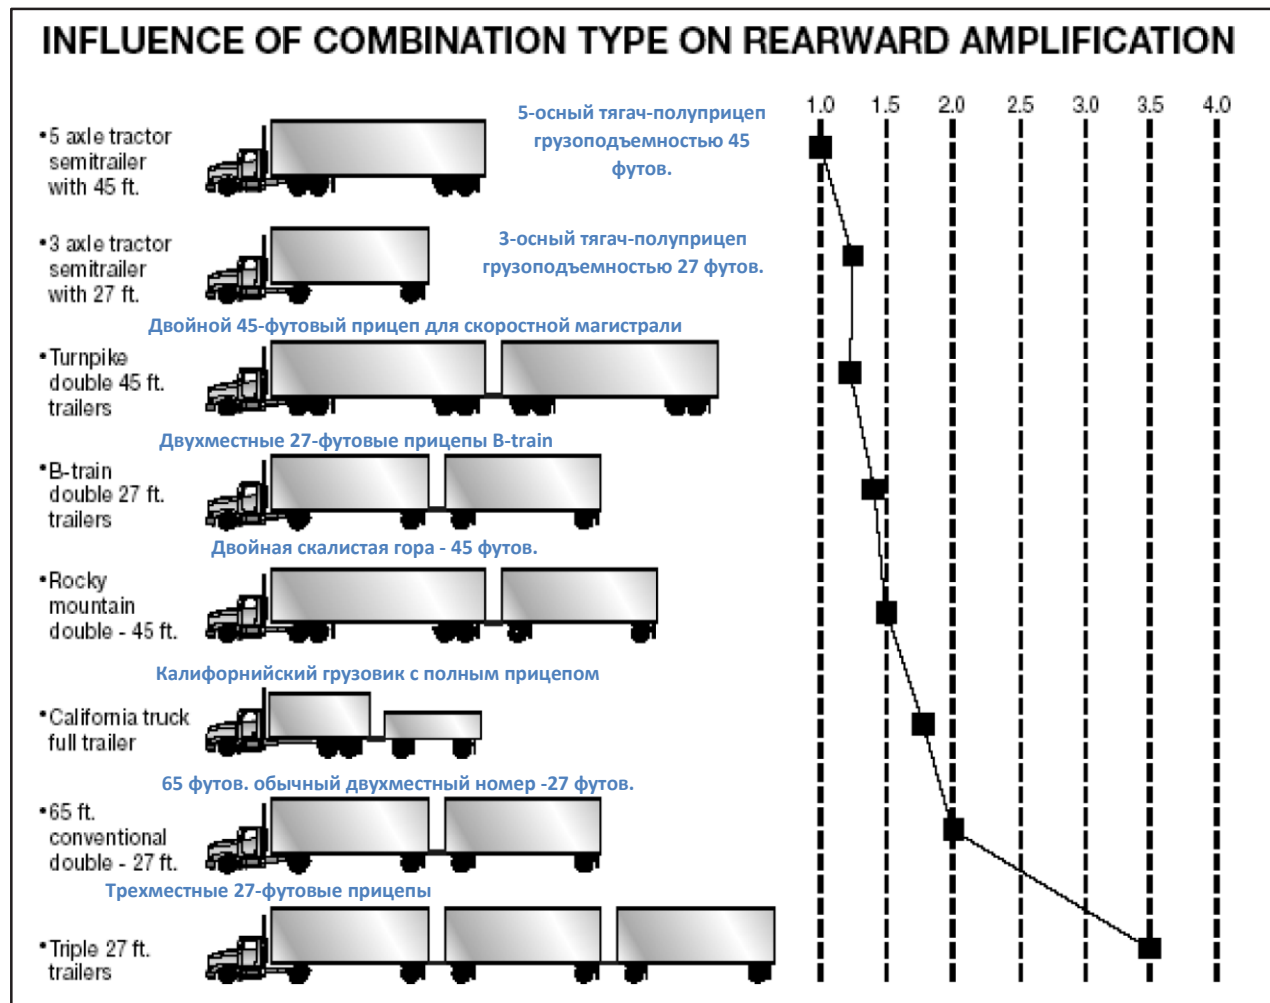 INFLUENCE OF COMBINATION TYPE ON REARWARD AMPLIFICATION
1.0 1.5 2.0 2.5 3.0 3.5 4.0
•5 axle tractor
semitrailer
with 45 ft.
5-осный тягач-полуприцеп
грузоподъемностью 45
футов.
•3 axle tractor
semitrailer
with 27 ft.
3-осный тягач-полуприцеп
грузоподъемностью 27 футов.
Двойной 45-футовый прицеп для скоростной магистрали
•Turnpike
double 45 ft.
trailers
Двухместные 27-футовые прицепы B-train
•B-train
double 27 ft.
trailers
Двойная скалистая гора - 45 футов.
•Rocky
mountain
double - 45 ft.
Калифорнийский грузовик с полным прицепом
•California truck
full trailer
65 футов. обычный двухместный номер -27 футов.
•65 ft.
conventional
double - 27 ft.
Трехместные 27-футовые прицепы
•Triple 27 ft.
trailers